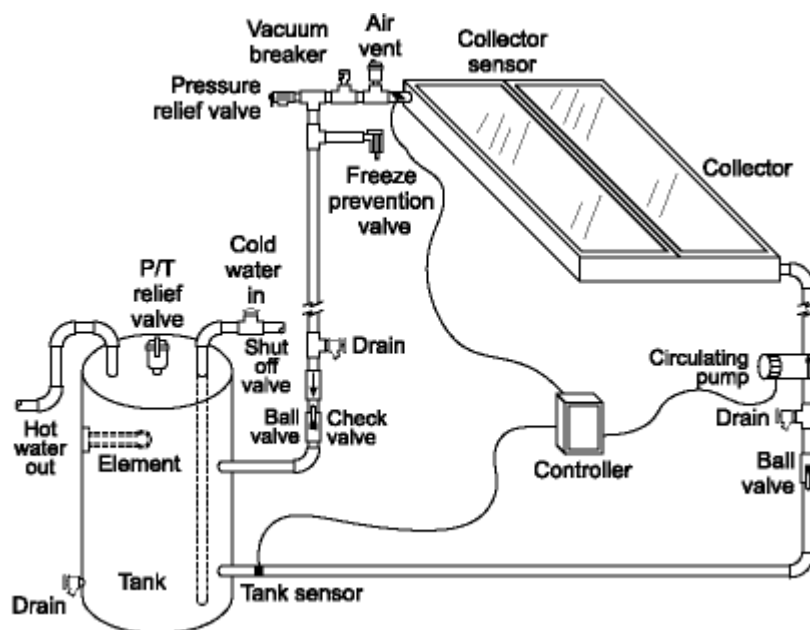 Vacuum
breaker
Air
vent
Collector
sensor
Pressure
relief valve
Collector
Freeze
prevention
valve
Cold
water
in
P/T
relief
valve
Shut
off
valve
Drain
Circulating
pump
Hot
water
out
Ball
valve
Check
valve
Drain
Element
Controller
Ball
valve
Drain
Tank
Tank sensor